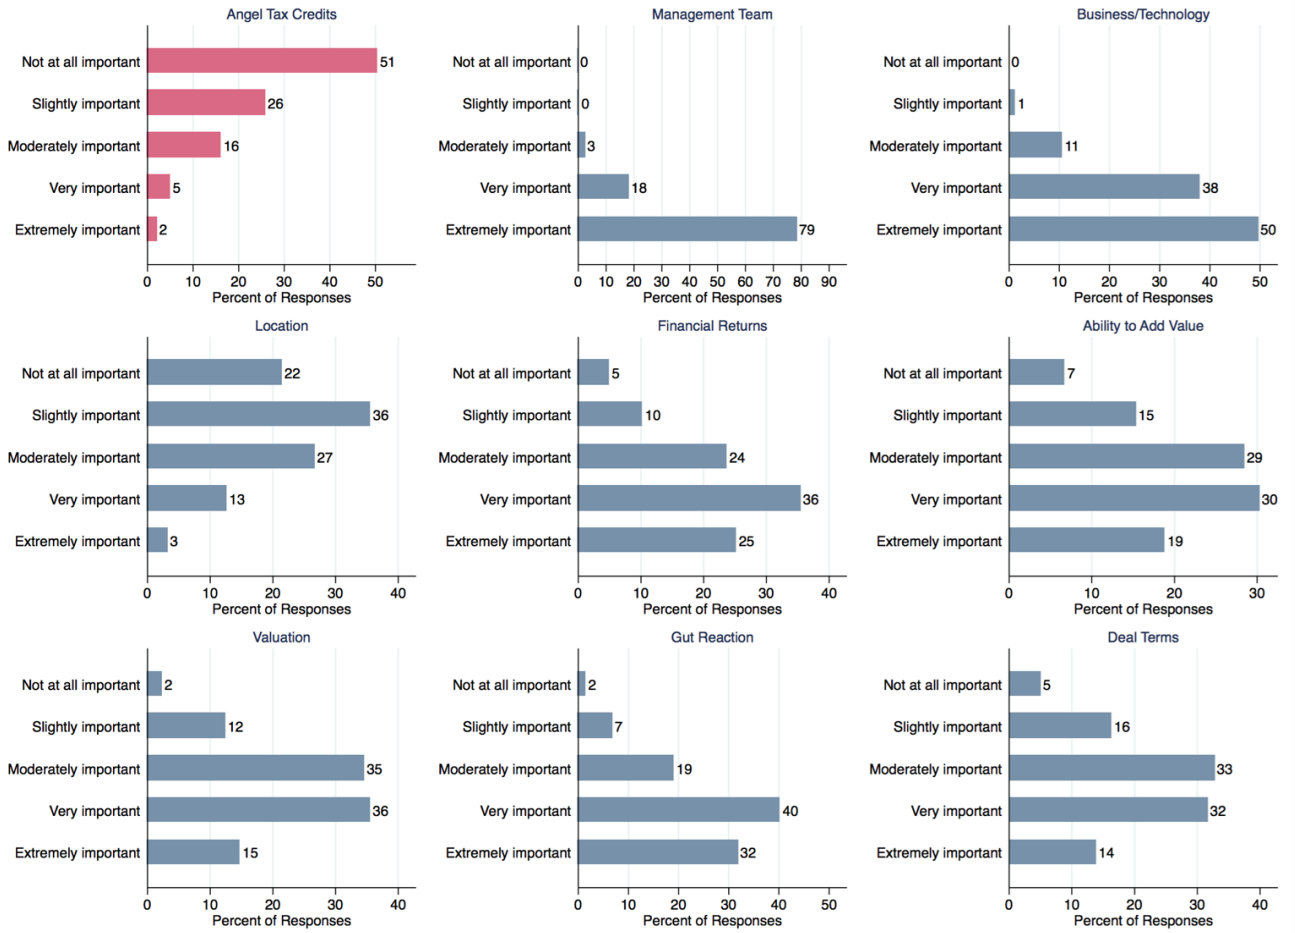 Angel Tax Credits
Not at all important 51
Slightly important 26
Moderately important 16
Very important 5
Extremely important 2
0 10 20 30 40 50
Percent of Responses
Management Team
Not at all important 0
Slightly important 0
Moderately important 3
Very important 18
Extremely important 79
0 10 20 30 40 50 60 70 80 90
Percent of Responses
Business/Technology
Not at all important 0
Slightly important 1
Moderately important 11
Very important 38
Extremely important 50
0 10 20 30 40 50
Percent of Responses
Location
Not at all important 22
Slightly important 36
Moderately important 27
Very important 13
Extremely important 3
0 10 20 30 40
Percent of Responses
Financial Returns
Not at all important 5
Slightly important 10
Moderately important 24
Very important 36
Extremely important 25
0 10 20 30 40
Percent of Responses
Ability to Add Value
Not at all important 7
Slightly important 15
Moderately important 29
Very important 30
Extremely important 19
0 10 20 30
Percent of Responses
Valuation
Not at all important 2
Slightly important 12
Moderately important 35
Very important 36
Extremely important 15
0 10 20 30 40
Percent of Responses
Gut Reaction
Not at all important 2
Slightly important 7
Moderately important 19
Very important 40
Extremely important 32
0 10 20 30 40 50
Percent of Responses
Deal Terms
Not at all important 5
Slightly important 16
Moderately important 33
Very important 32
Extremely important 14
0 10 20 30 40
Percent of Responses